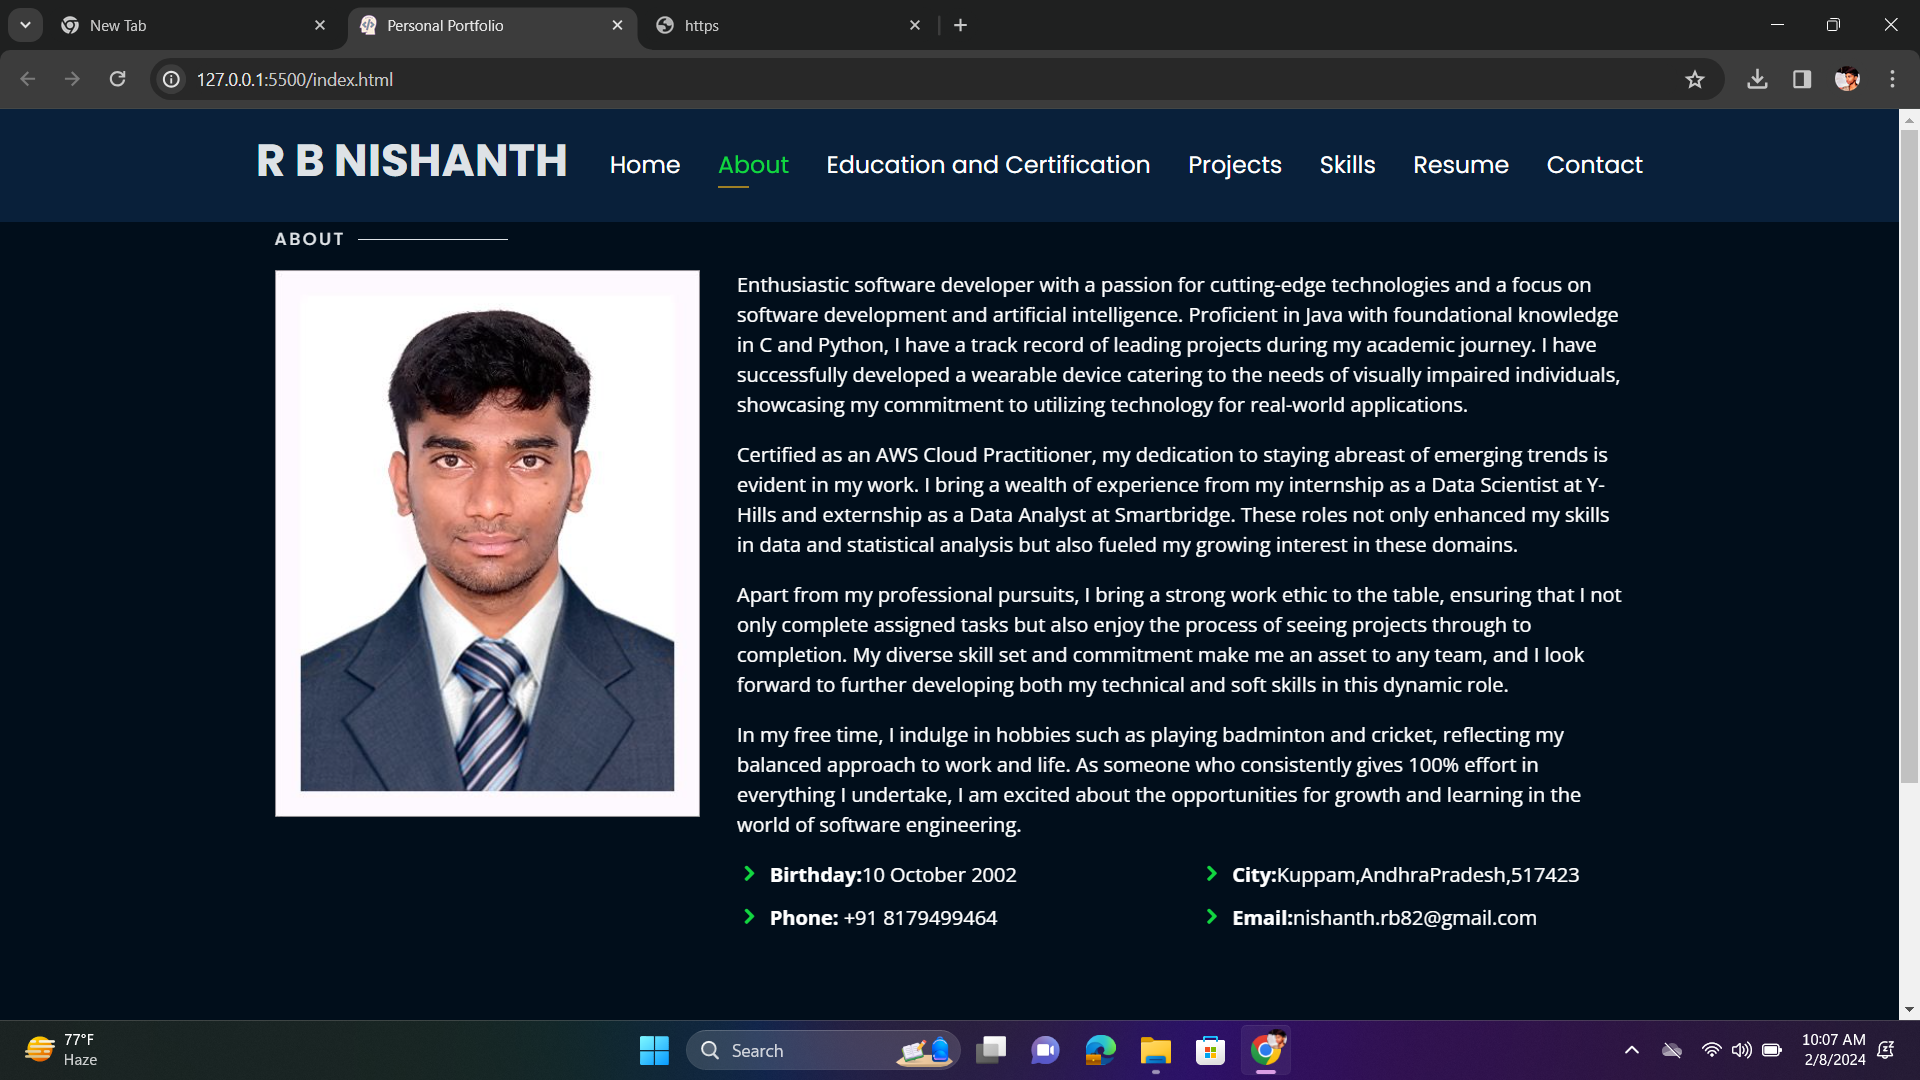 New Tab
Personal Portfolio
https
127.0.0.1:5500/index.html
R B NISHANTH
Home
About
Education and Certification
Projects
Skills
Resume
Contact
ABOUT
Enthusiastic software developer with a passion for cutting-edge technologies and a focus on
software development and artificial intelligence. Proficient in Java with foundational knowledge
in C and Python, I have a track record of leading projects during my academic journey. I have
successfully developed a wearable device catering to the needs of visually impaired individuals,
showcasing my commitment to utilizing technology for real-world applications.
Certified as an AWS Cloud Practitioner, my dedication to staying abreast of emerging trends is
evident in my work. I bring a wealth of experience from my internship as a Data Scientist at Y-
Hills and externship as a Data Analyst at Smartbridge. These roles not only enhanced my skills
in data and statistical analysis but also fueled my growing interest in these domains.
Apart from my professional pursuits, I bring a strong work ethic to the table, ensuring that I not
only complete assigned tasks but also enjoy the process of seeing projects through to
completion. My diverse skill set and commitment make me an asset to any team, and I look
forward to further developing both my technical and soft skills in this dynamic role.
In my free time, I indulge in hobbies such as playing badminton and cricket, reflecting my
balanced approach to work and life. As someone who consistently gives 100% effort in
everything I undertake, I am excited about the opportunities for growth and learning in the
world of software engineering.
Birthday:10 October 2002
City:Kuppam,AndhraPradesh,517423
Phone: +91 8179499464
Email:nishanth.rb82@gmail.com
77°F
Haze
Search
10:07 AM
2/8/2024